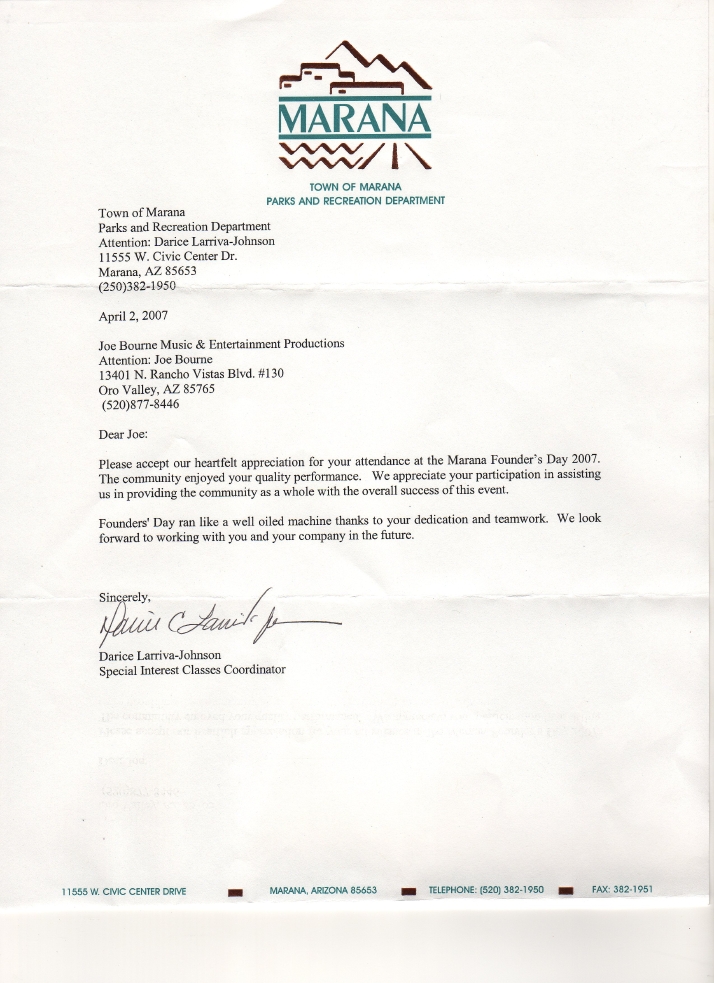 MARANA
TOWN OF MARANA
PARKS AND RECREATION DEPARTMENT
Town of Marana
Parks and Recreation Department
Attention: Darice Larriva-Johnson
11555 W. Civic Center Dr.
Marana, AZ 85653
(250)382-1950
April 2, 2007
Joe Bourne Music & Entertainment Productions
Attention: Joe Bourne
13401 N. Rancho Vistas Blvd. #130
Oro Valley, AZ 85765
(520)877-8446
Dear Joe:
Please accept our heartfelt appreciation for your attendance at the Marana Founder's Day 2007.
The community enjoyed your quality performance. We appreciate your participation in assisting
us in providing the community as a whole with the overall success of this event.
Founders' Day ran like a well oiled machine thanks to your dedication and teamwork. We look
forward to working with you and your company in the future.
Sincerely,
Darice Larriva-Johnson
Special Interest Classes Coordinator
11555 W. CIVIC CENTER DRIVE MARANA, ARIZONA 85653 TELEPHONE: (520) 382-1950 FAX: 382-1951